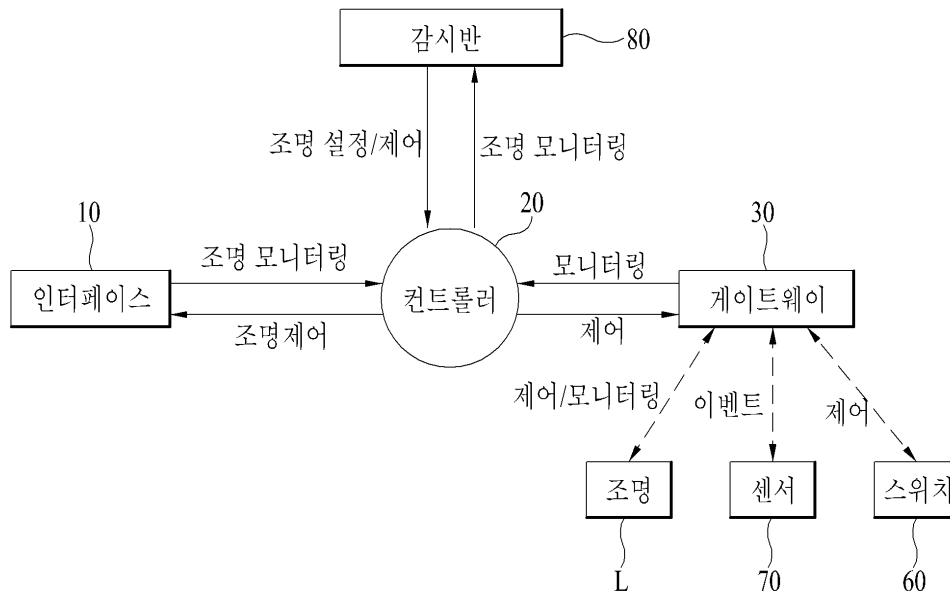 감시반
80
조명 설정/제어
조명 모니터링
10
20
30
조명 모니터링
모니터링
인터페이스
컨트롤러
게이트웨이
조명제어
제어
제어/모니터링
이벤트
제어
조명
센서
스위치
L
70
60